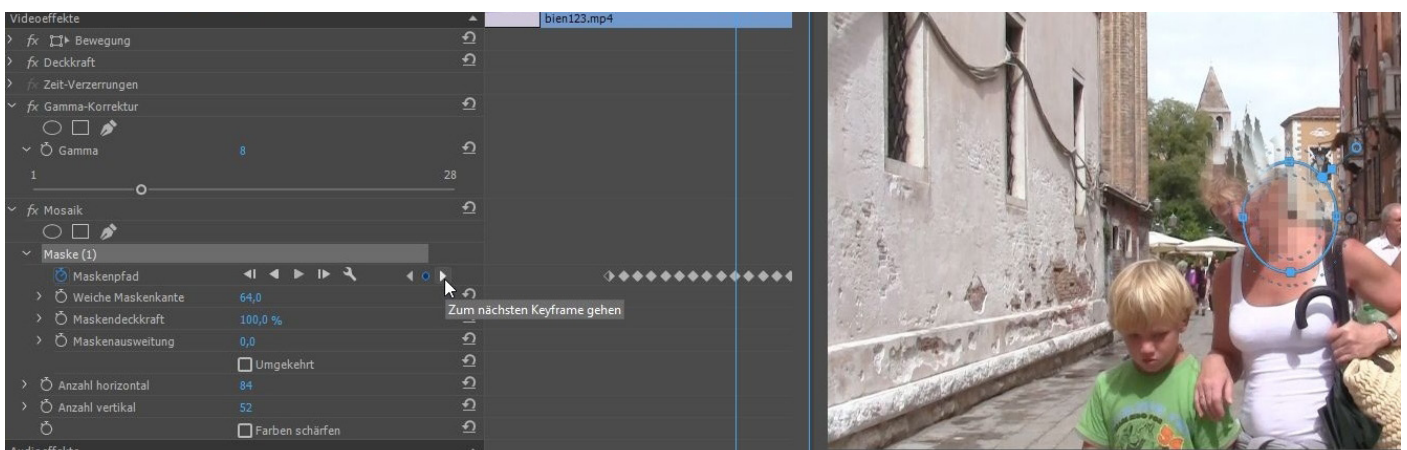 Videoeffekte
bien123.mp4
fx Bewegung
fx Deckkraft
fx Zeit-Verzerrungen
fx Gamma-Korrektur
Gamma 8
1 28
fx Mosaik
Maske (1)
Maskenpfad
Weiche Maskenkante 64,0
Zum nächsten Keyframe gehen
Maskendeckkraft 100,0 %
Maskenausweitung 0,0
Umgekehrt
Anzahl horizontal 84
Anzahl vertikal 52
Farben schärfen